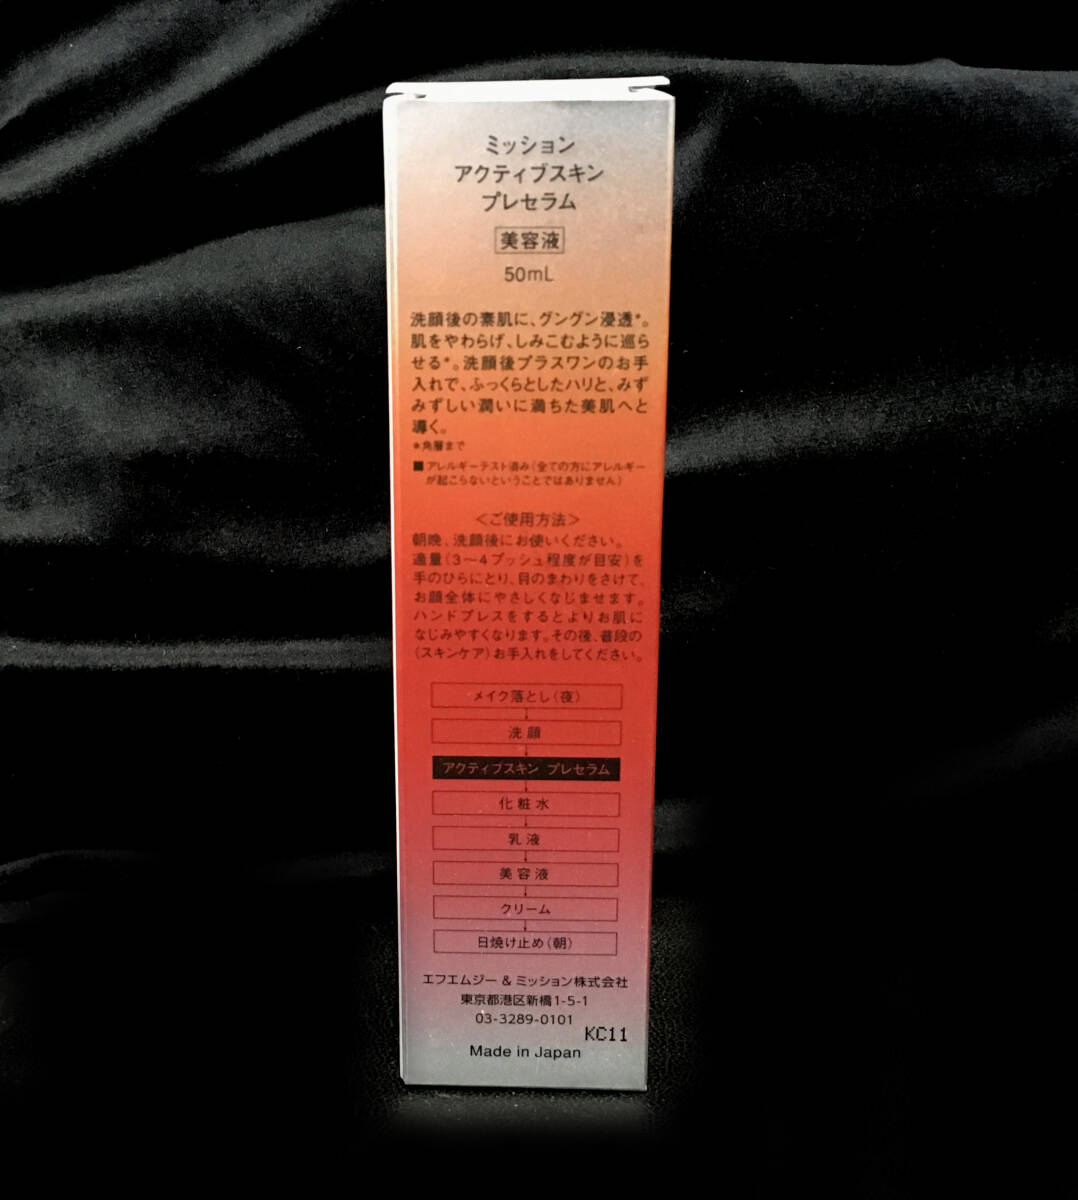 ミッション
アクティブスキン
プレセラム
美容液
50mL
洗顔後の素肌に、グングン浸透*。
肌をやわらげ、しみこむように巡ら
せる*。洗顔後プラスワンのお手
入れで、ふっくらとしたハリと、みず
みずしい潤いに満ちた美肌へと
導く。
*角層まで
■アレルギーテスト済み(全ての方にアレルギー
が起こらないということではありません)
<ご使用方法>
朝晩、洗顔後にお使いください。
適量(3〜4プッシュ程度が目安)を
手のひらにとり、目のまわりをさけて、
お顔全体にやさしくなじませます。
ハンドプレスをするとよりお肌に
なじみやすくなります。その後、普段の
(スキンケア)お手入れをしてください。
メイク落とし(夜)
洗顔
アクティブスキン プレセラム
化粧水
乳液
美容液
クリーム
日焼け止め(朝)
エフエムジー&ミッション株式会社
東京都港区新橋1-5-1
03-3289-0101
KC11
Made in Japan